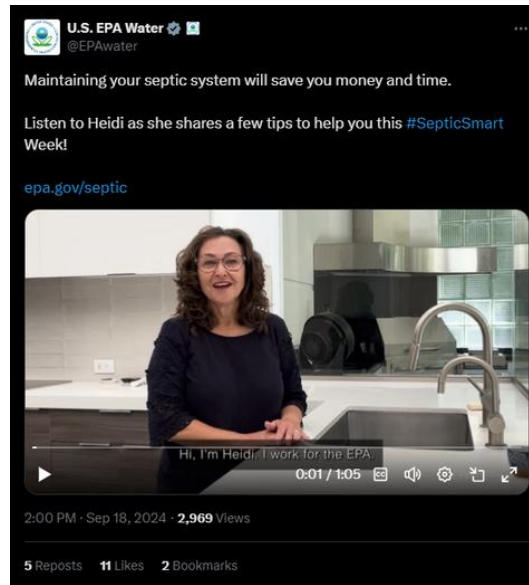 U.S. EPA Water
@EPAwater
Maintaining your septic system will save you money and time.
Listen to Heidi as she shares a few tips to help you this #SepticSmart
Week!
epa.gov/septic
Hi, I'm Heidi. I work for the EPA.
0:01 / 1:05 CC
2:00 PM · Sep 18, 2024 · 2,969 Views
5 Reposts 11 Likes 2 Bookmarks